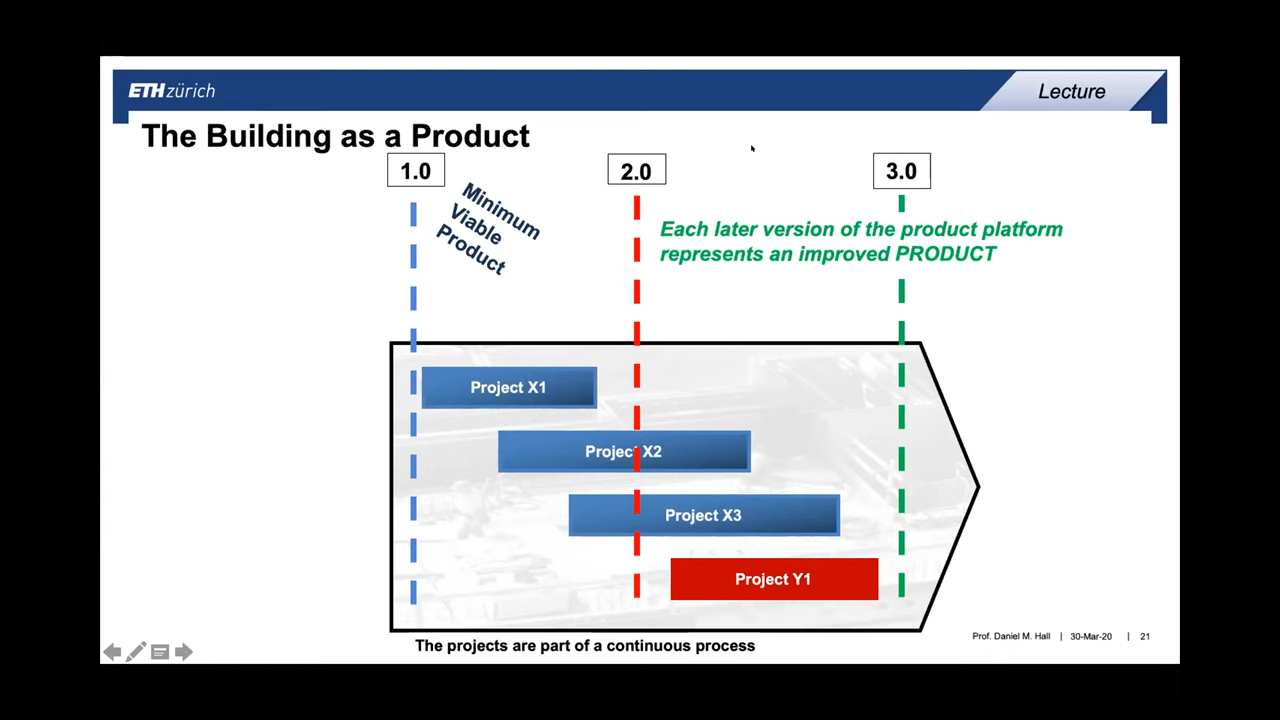 ETH zürich
Lecture
The Building as a Product
1.0
2.0
3.0
Minimum
Viable
Product
Each later version of the product platform
represents an improved PRODUCT
Project X1
Project X2
Project X3
Project Y1
The projects are part of a continuous process
Prof. Daniel M. Hall | 30-Mar-20 | 21